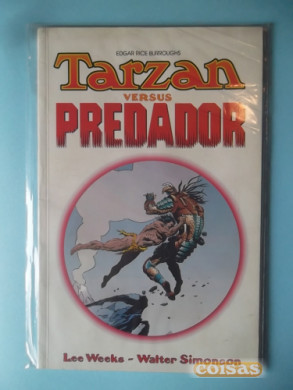 EDGAR RICE BURROUGHS
Tarzan
VERSUS
PREDADOR
Lee Weeks - Walter Simonson
coisas